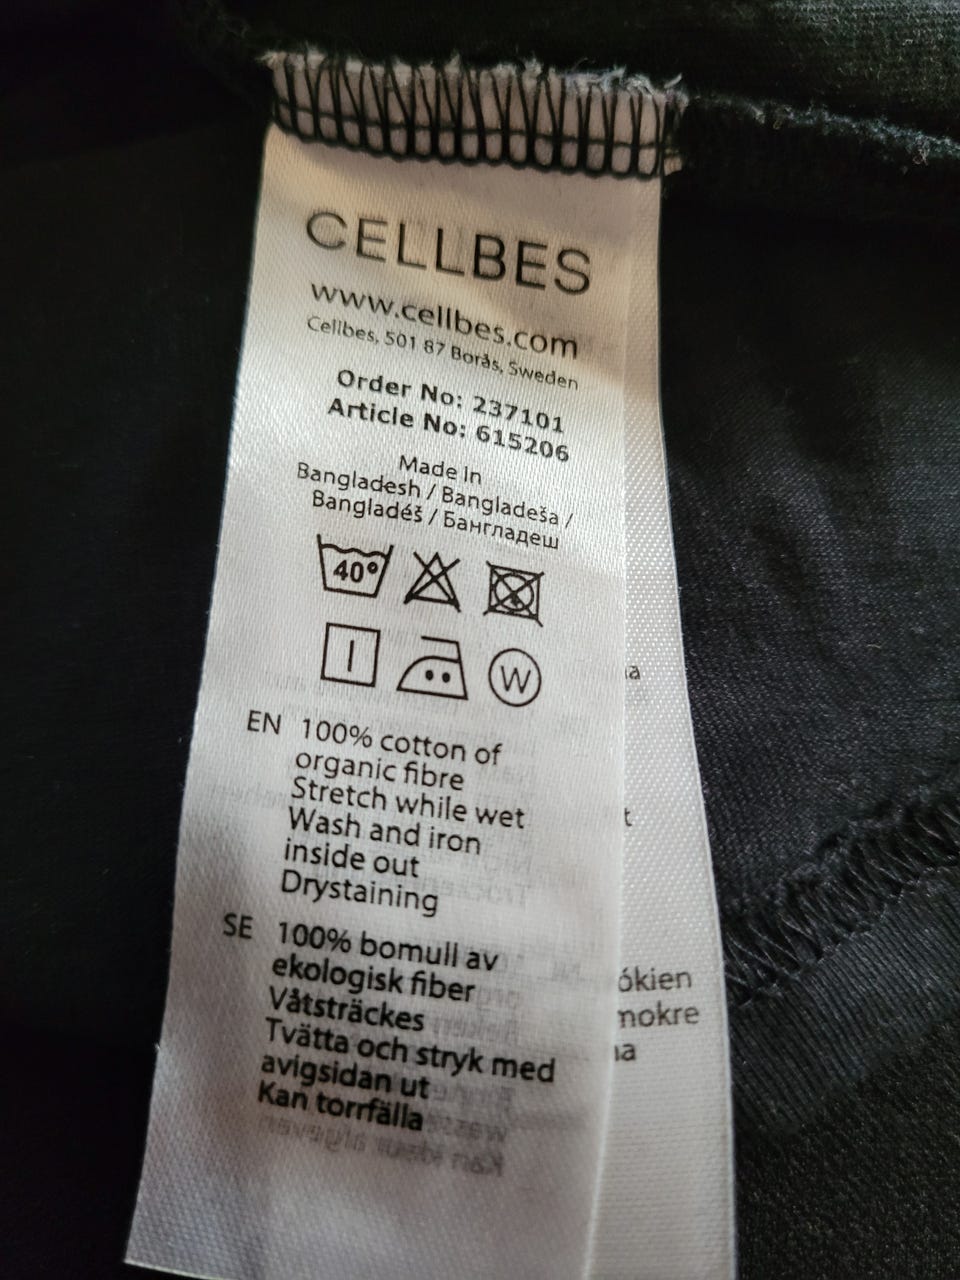 CELLBES
www.cellbes.com
Cellbes, 501 87 Borås, Sweden
Order No: 237101
Article No: 615206
Made In
Bangladesh / Bangladeša /
Bangladéš / Бангладеш
40°
W
EN 100% cotton of
organic fibre
Stretch while wet
Wash and iron
inside out
Drystaining
SE 100% bomull av
ekologisk fiber
Våtsträckes
Tvätta och stryk med
avigsidan ut
Kan torrfälla
mokre